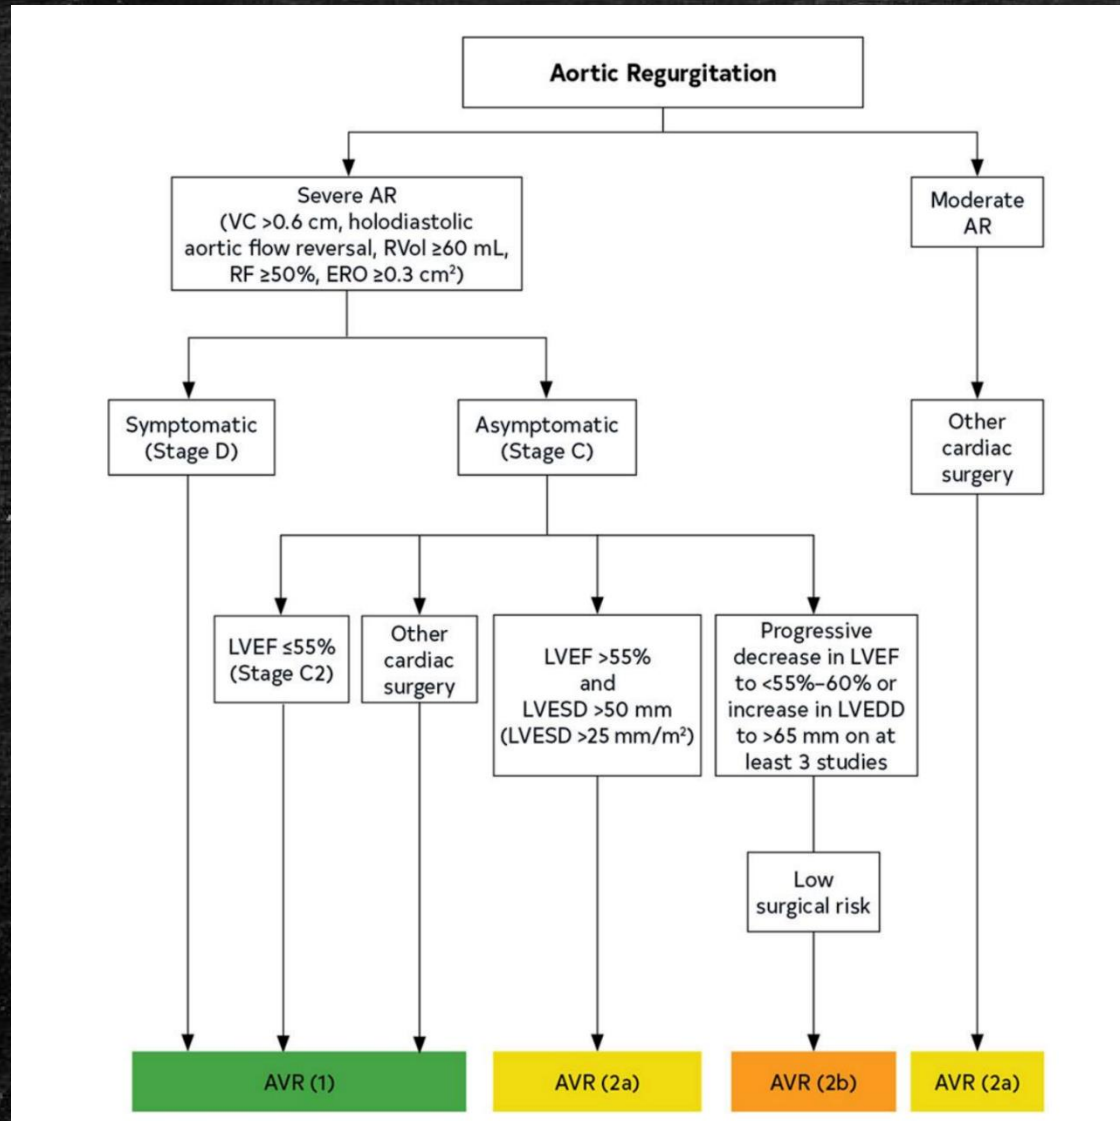 Aortic Regurgitation
Severe AR
(VC >0.6 cm, holodiastolic
aortic flow reversal, RVol ≥60 mL,
RF ≥50%, ERO ≥0.3 cm²)
Moderate
AR
Symptomatic
(Stage D)
Asymptomatic
(Stage C)
Other
cardiac
surgery
LVEF ≤55%
(Stage C2)
Other
cardiac
surgery
LVEF >55%
and
LVESD >50 mm
(LVESD >25 mm/m²)
Progressive
decrease in LVEF
to <55%–60% or
increase in LVEDD
to >65 mm on at
least 3 studies
Low
surgical risk
AVR (1)
AVR (2a)
AVR (2b)
AVR (2a)